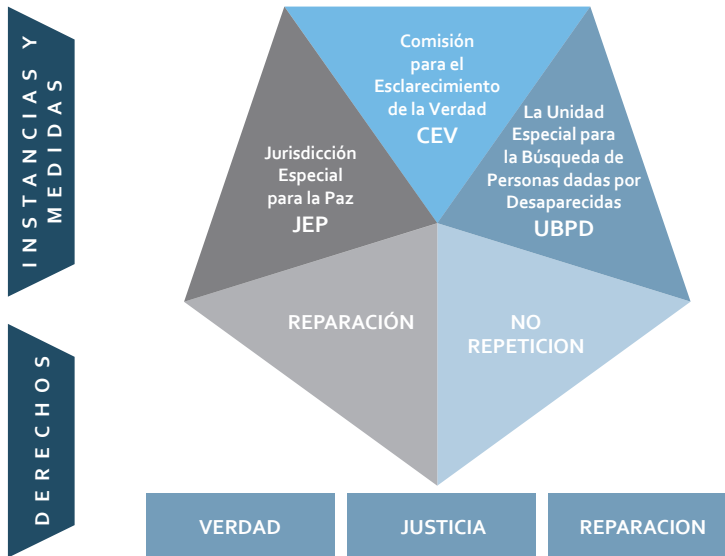 INSTANCIAS Y
MEDIDAS
Comisión
para el
Esclarecimiento
de la Verdad
CEV
La Unidad
Especial para
la Búsqueda de
Personas dadas por
Desaparecidas
UBPD
Jurisdicción
Especial
para la Paz
JEP
REPARACIÓN
NO
REPETICION
DERECHOS
VERDAD
JUSTICIA
REPARACION